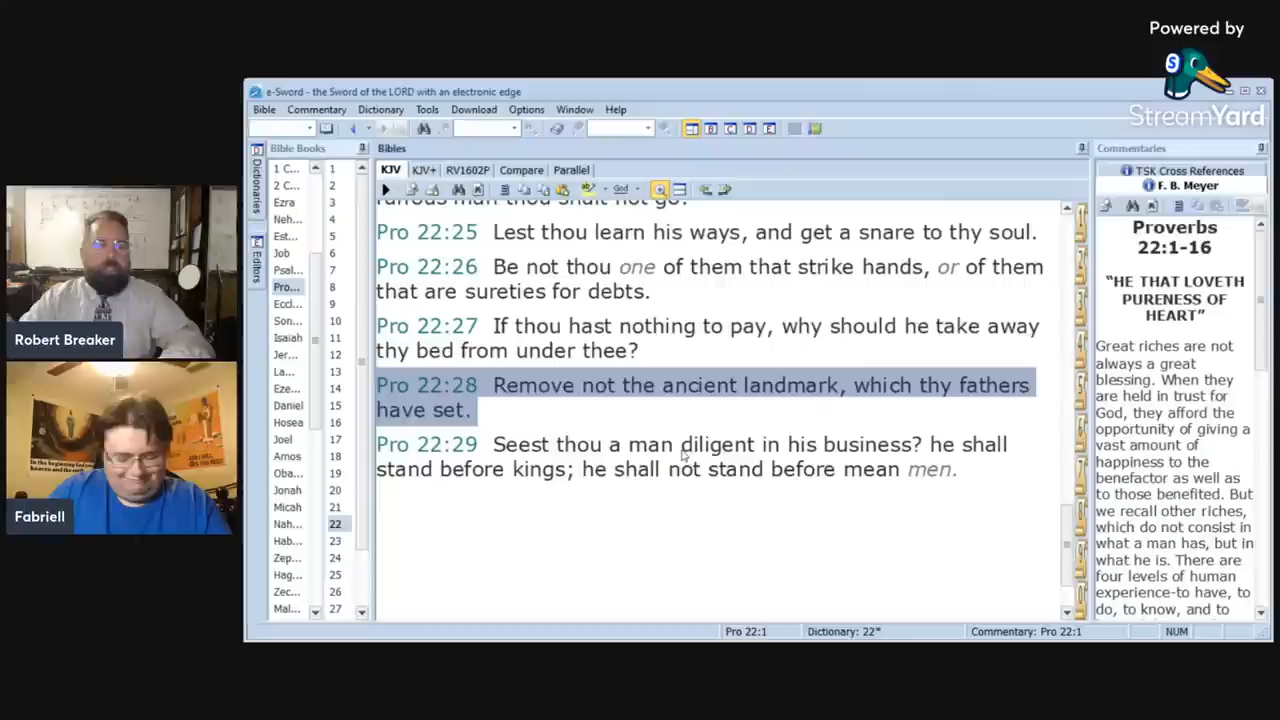 Powered by
StreamYard
e-Sword - the Sword of the LORD with an electronic edge
Bible Commentary Dictionary Tools Download Options Window Help
Bible Books
Bibles
Commentaries
Dictionaries
Editors
KJV KJV+ RV1602P Compare Parallel
TSK Cross References
F. B. Meyer
1 C... 1
2 C... 2
Ezra 3
Neh... 4
Est... 5
Job 6
Psal... 7
Pro... 8
Eccl... 9
Son... 10
Isaiah 11
Jer... 12
La... 13
Eze... 14
Daniel 15
Hosea 16
Joel 17
Amos 18
Oba... 19
Jonah 20
Micah 21
Nah... 22
Hab... 23
Zep... 24
Hag... 25
Zec... 26
Mal... 27
furious man thou shalt not go:
Pro 22:25 Lest thou learn his ways, and get a snare to thy soul.
Pro 22:26 Be not thou one of them that strike hands, or of them
that are sureties for debts.
Pro 22:27 If thou hast nothing to pay, why should he take away
thy bed from under thee?
Pro 22:28 Remove not the ancient landmark, which thy fathers
have set.
Pro 22:29 Seest thou a man diligent in his business? he shall
stand before kings; he shall not stand before mean men.
Proverbs
22:1-16
“HE THAT LOVETH
PURENESS OF
HEART”
Great riches are not
always a great
blessing. When they
are held in trust for
God, they afford the
opportunity of giving a
vast amount of
happiness to the
benefactor as well as
to those benefited. But
we recall other riches,
which do not consist in
what a man has, but in
what he is. There are
four levels of human
experience-to have, to
do, to know, and to
Pro 22:1
Dictionary: 22*
Commentary: Pro 22:1
NUM
Robert Breaker
Fabriell